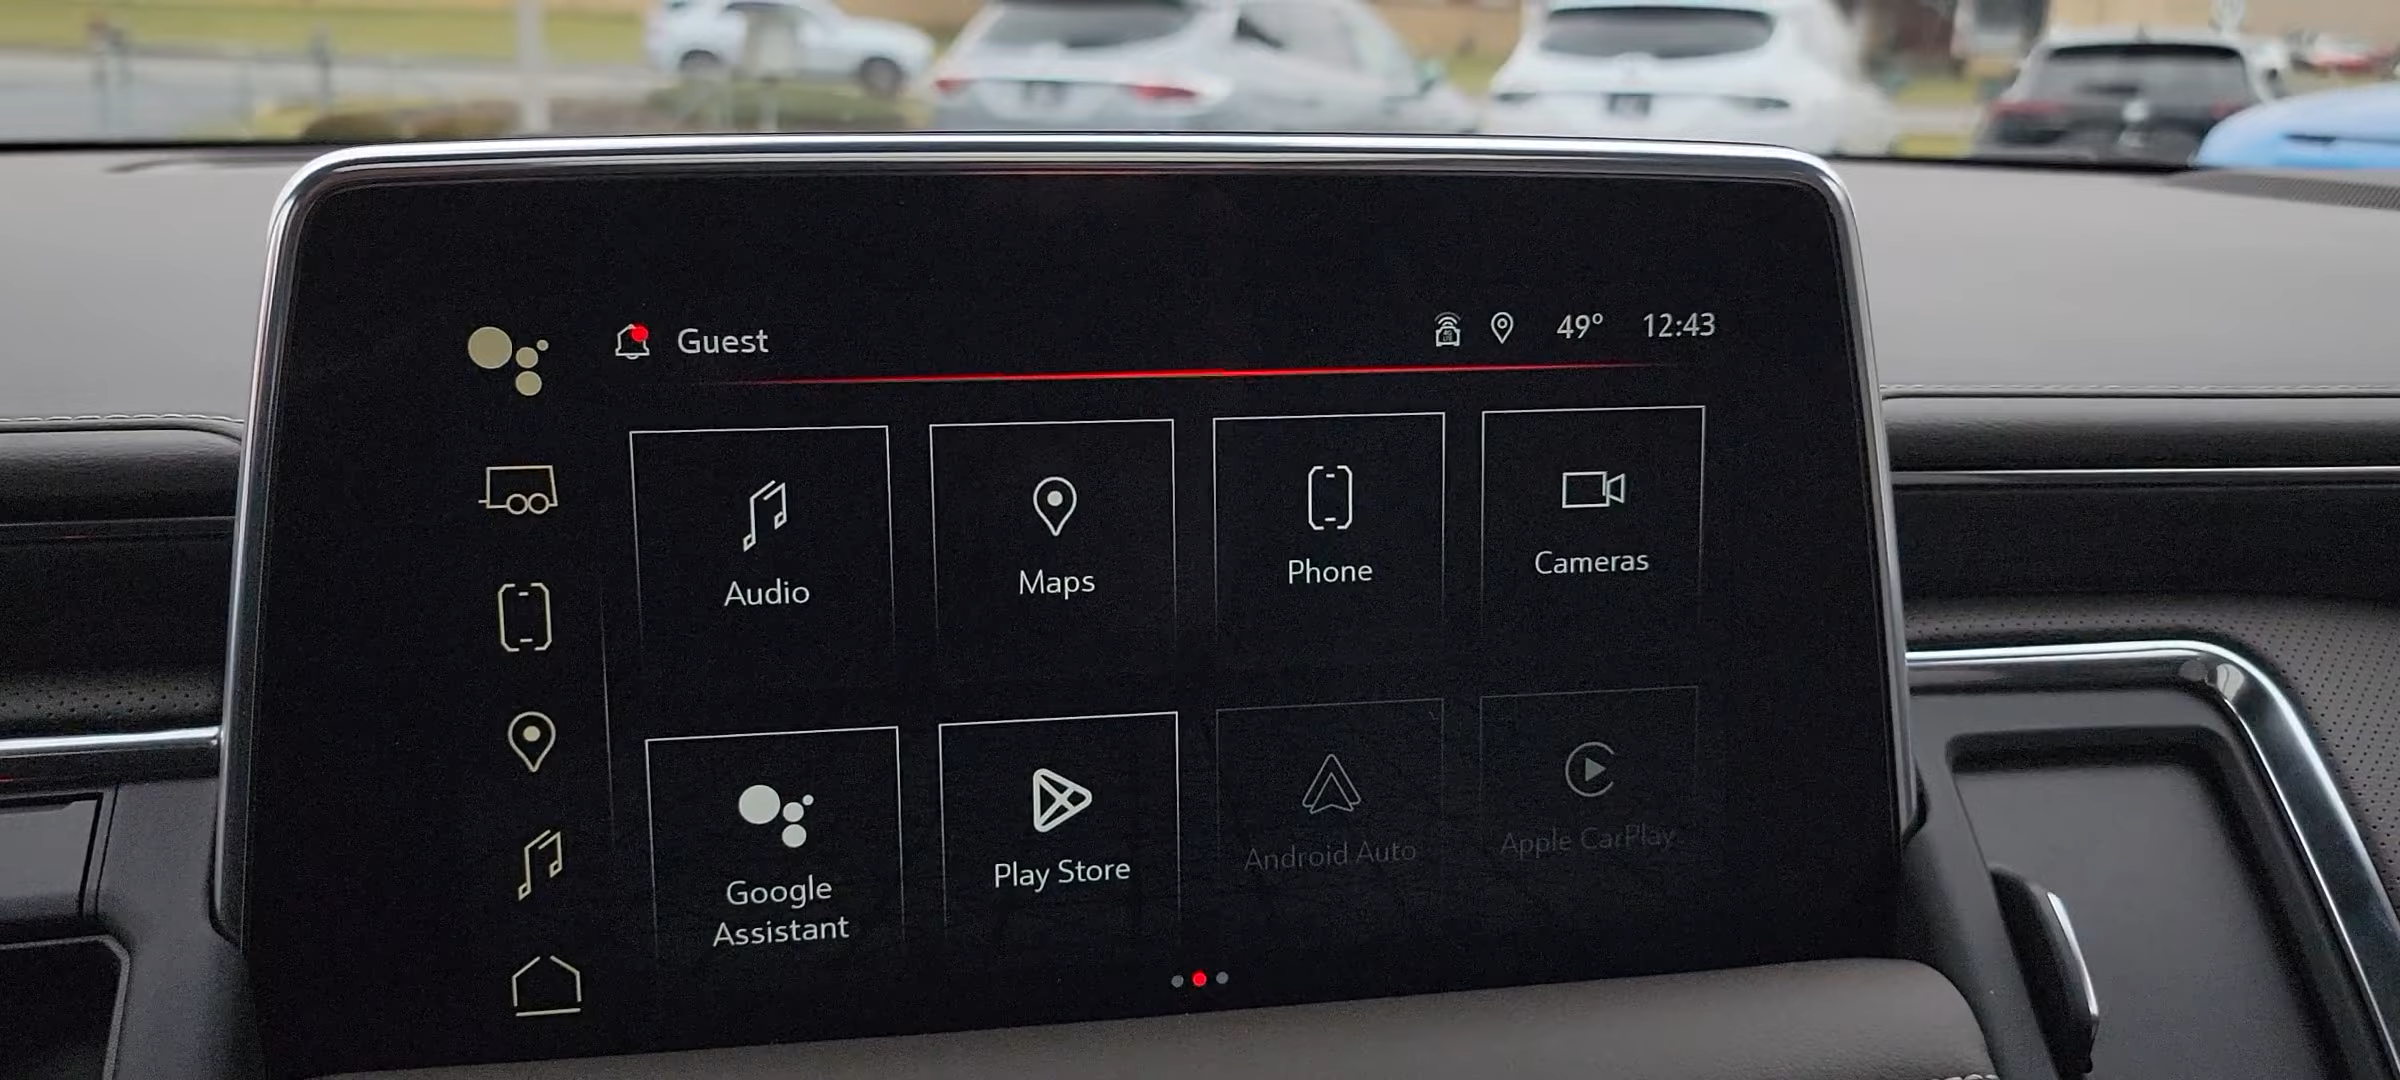 Guest
49° 12:43
Audio
Maps
Phone
Cameras
Google
Assistant
Play Store
Android Auto
Apple CarPlay